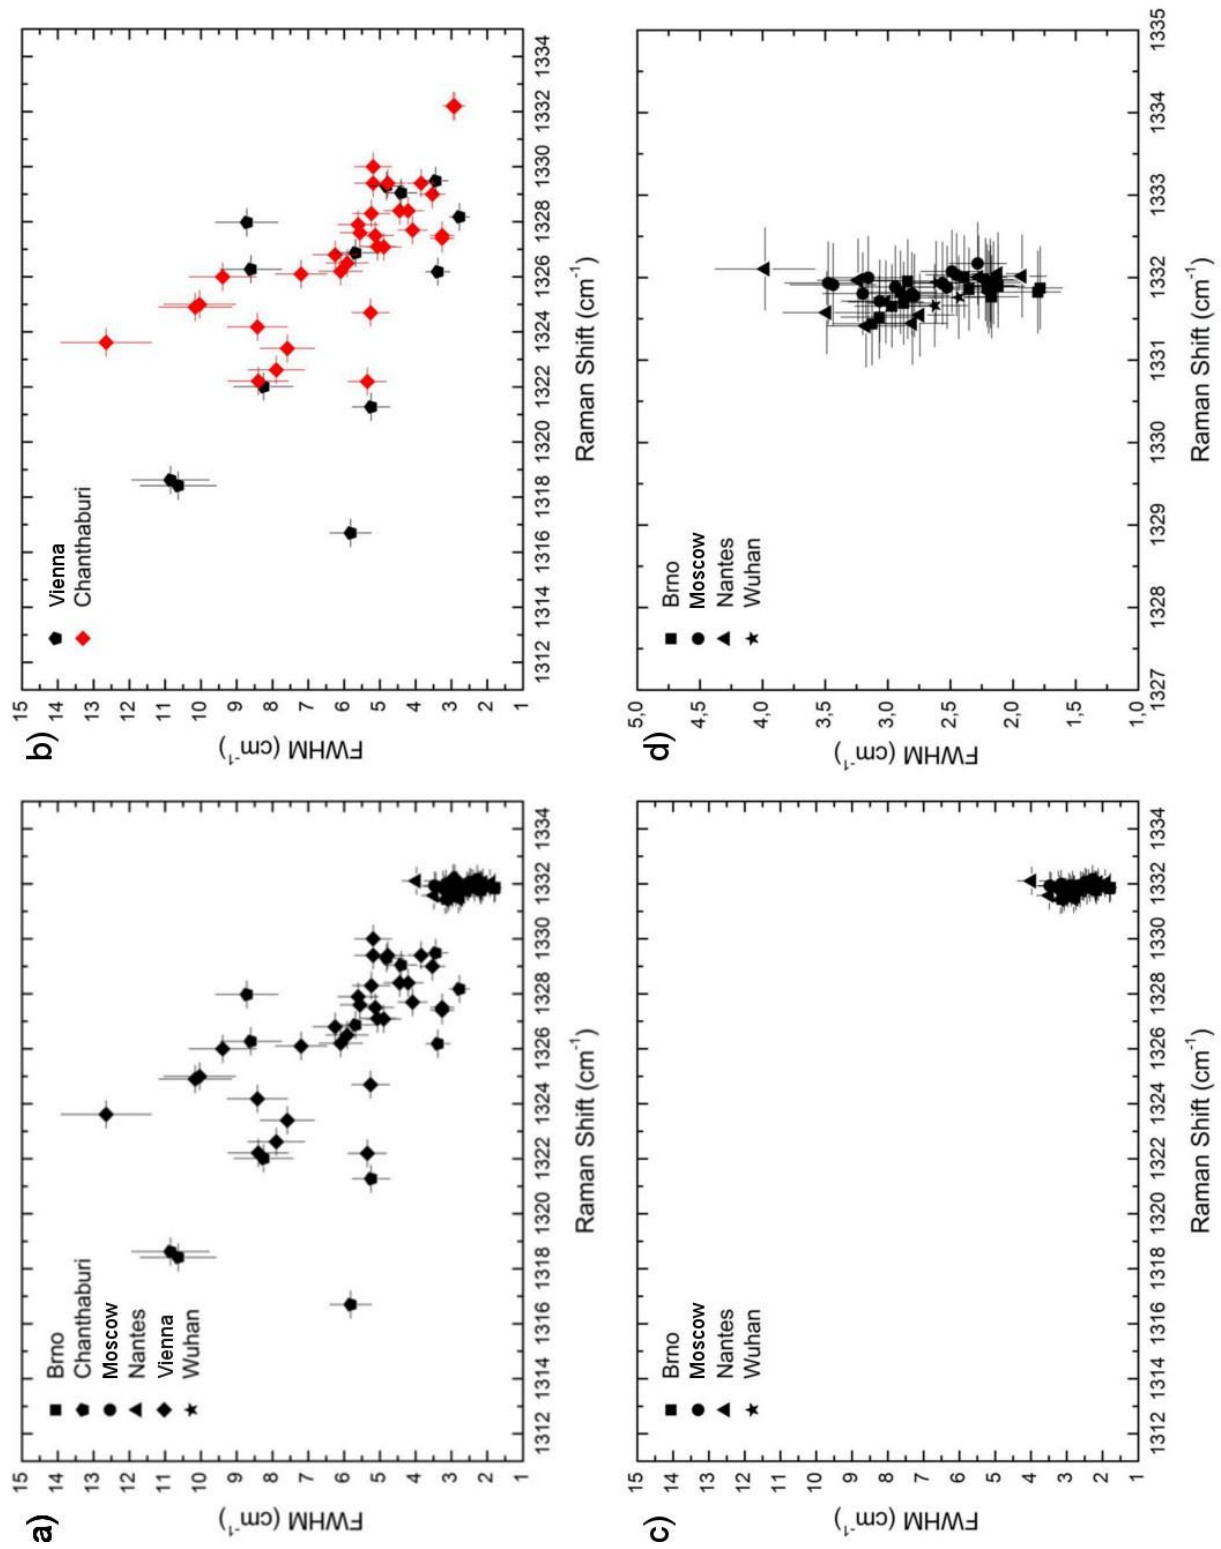 a)
FWHM (cm⁻¹)
15
14
13
12
11
10
9
8
7
6
5
4
3
2
1
Brno
Chanthaburi
Moscow
Nantes
Vienna
Wuhan
1312 1314 1316 1318 1320 1322 1324 1326 1328 1330 1332 1334
Raman Shift (cm⁻¹)
b)
FWHM (cm⁻¹)
15
14
13
12
11
10
9
8
7
6
5
4
3
2
1
Vienna
Chanthaburi
1312 1314 1316 1318 1320 1322 1324 1326 1328 1330 1332 1334
Raman Shift (cm⁻¹)
c)
FWHM (cm⁻¹)
15
14
13
12
11
10
9
8
7
6
5
4
3
2
1
Brno
Moscow
Nantes
Wuhan
1312 1314 1316 1318 1320 1322 1324 1326 1328 1330 1332 1334
Raman Shift (cm⁻¹)
d)
FWHM (cm⁻¹)
5,0
4,5
4,0
3,5
3,0
2,5
2,0
1,5
1,0
Brno
Moscow
Nantes
Wuhan
1327 1328 1329 1330 1331 1332 1333 1334 1335
Raman Shift (cm⁻¹)